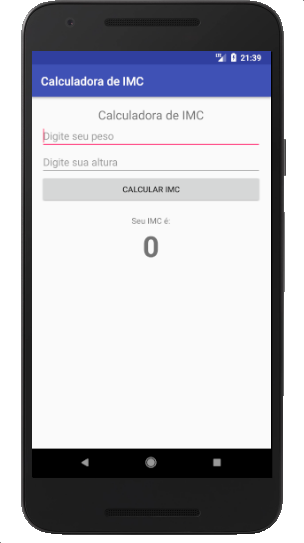 21:39
Calculadora de IMC
Calculadora de IMC
Digite seu peso
Digite sua altura
CALCULAR IMC
Seu IMC é:
0